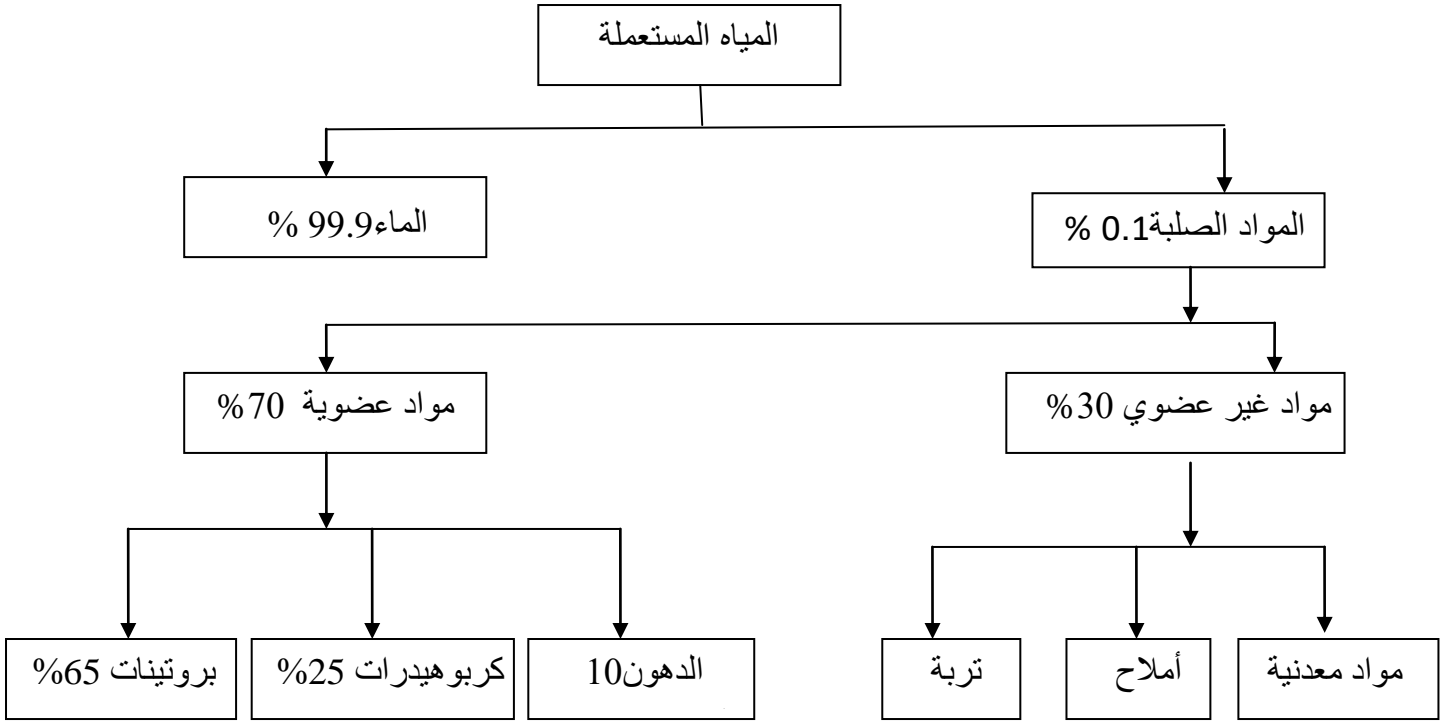 المياه المستعملة
المواد الصلبة0.1 %
الماء99.9 %
مواد غير عضوي 30%
مواد عضوية 70%
مواد معدنية
أملاح
تربة
الدهون10
كربوهيدرات 25%
بروتينات 65%